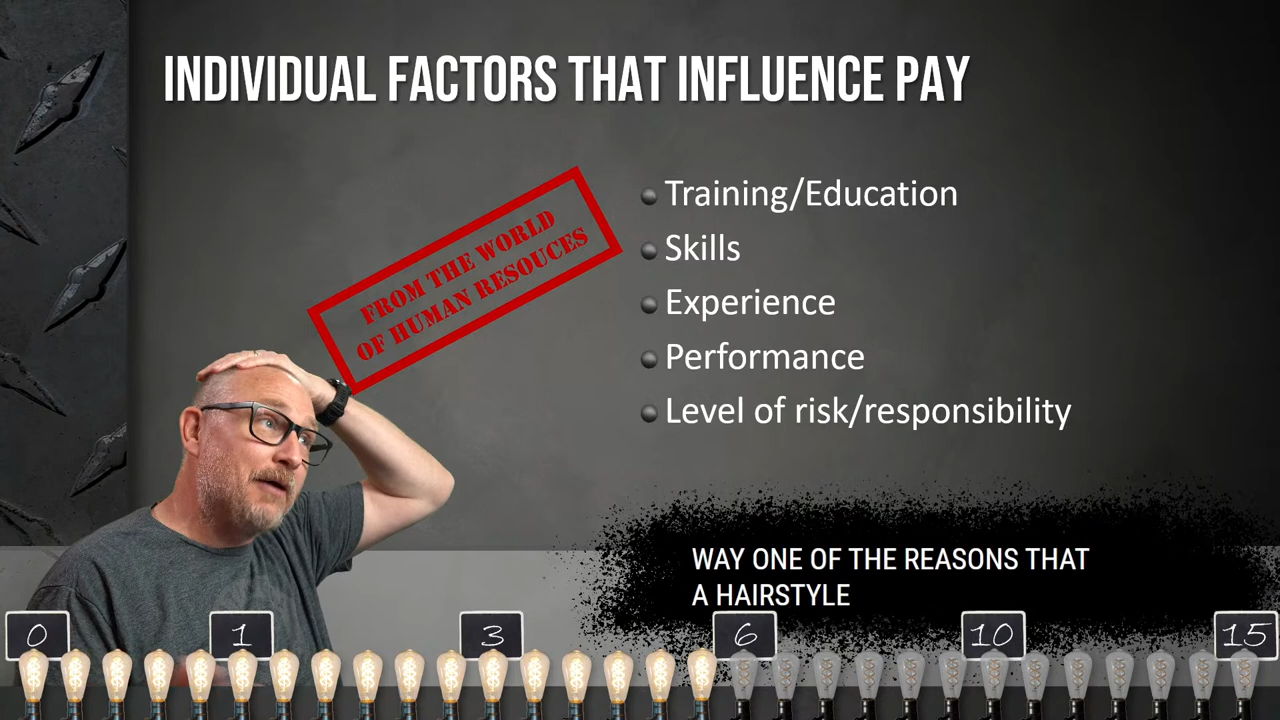 INDIVIDUAL FACTORS THAT INFLUENCE PAY
FROM THE WORLD
OF HUMAN RESOUCES
Training/Education
Skills
Experience
Performance
Level of risk/responsibility
WAY ONE OF THE REASONS THAT
A HAIRSTYLE
0 1 3 6 10 15